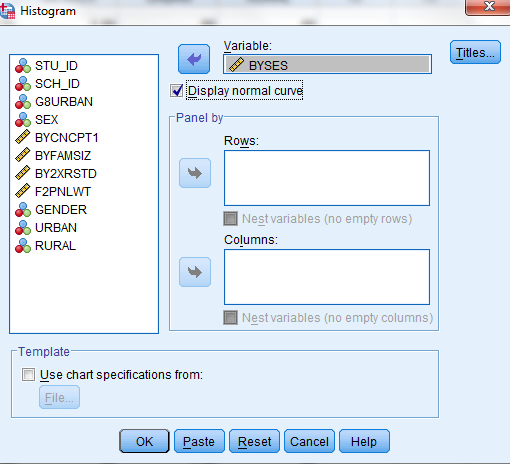 Histogram
Variable:
BYSES
Titles...
Display normal curve
STU_ID
SCH_ID
G8URBAN
SEX
BYCNCPT1
BYFAMSIZ
BY2XRSTD
F2PNLWT
GENDER
URBAN
RURAL
Panel by
Rows:
Nest variables (no empty rows)
Columns:
Nest variables (no empty columns)
Template
Use chart specifications from:
File...
OK
Paste
Reset
Cancel
Help